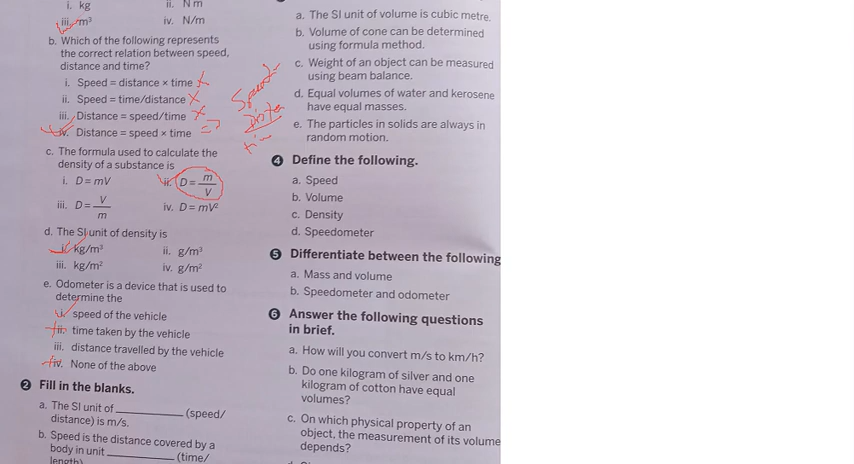 i. kg
ii. N m
iii. m³
iv. N/m
b. Which of the following represents
the correct relation between speed,
distance and time?
i. Speed = distance × time
ii. Speed = time/distance
iii. Distance = speed/time
iv. Distance = speed × time
c. The formula used to calculate the
density of a substance is
i. D = mV
ii. D = m/V
iii. D = V/m
iv. D = mV²
d. The SI unit of density is
i. kg/m³
ii. g/m³
iii. kg/m²
iv. g/m²
e. Odometer is a device that is used to
determine the
i. speed of the vehicle
ii. time taken by the vehicle
iii. distance travelled by the vehicle
iv. None of the above
2 Fill in the blanks.
a. The SI unit of ________ (speed/
distance) is m/s.
b. Speed is the distance covered by a
body in unit ________ (time/
length)
Speed =
a. The SI unit of volume is cubic metre.
b. Volume of cone can be determined
using formula method.
c. Weight of an object can be measured
using beam balance.
d. Equal volumes of water and kerosene
have equal masses.
e. The particles in solids are always in
random motion.
4 Define the following.
a. Speed
b. Volume
c. Density
d. Speedometer
5 Differentiate between the following
a. Mass and volume
b. Speedometer and odometer
6 Answer the following questions
in brief.
a. How will you convert m/s to km/h?
b. Do one kilogram of silver and one
kilogram of cotton have equal
volumes?
c. On which physical property of an
object, the measurement of its volume
depends?